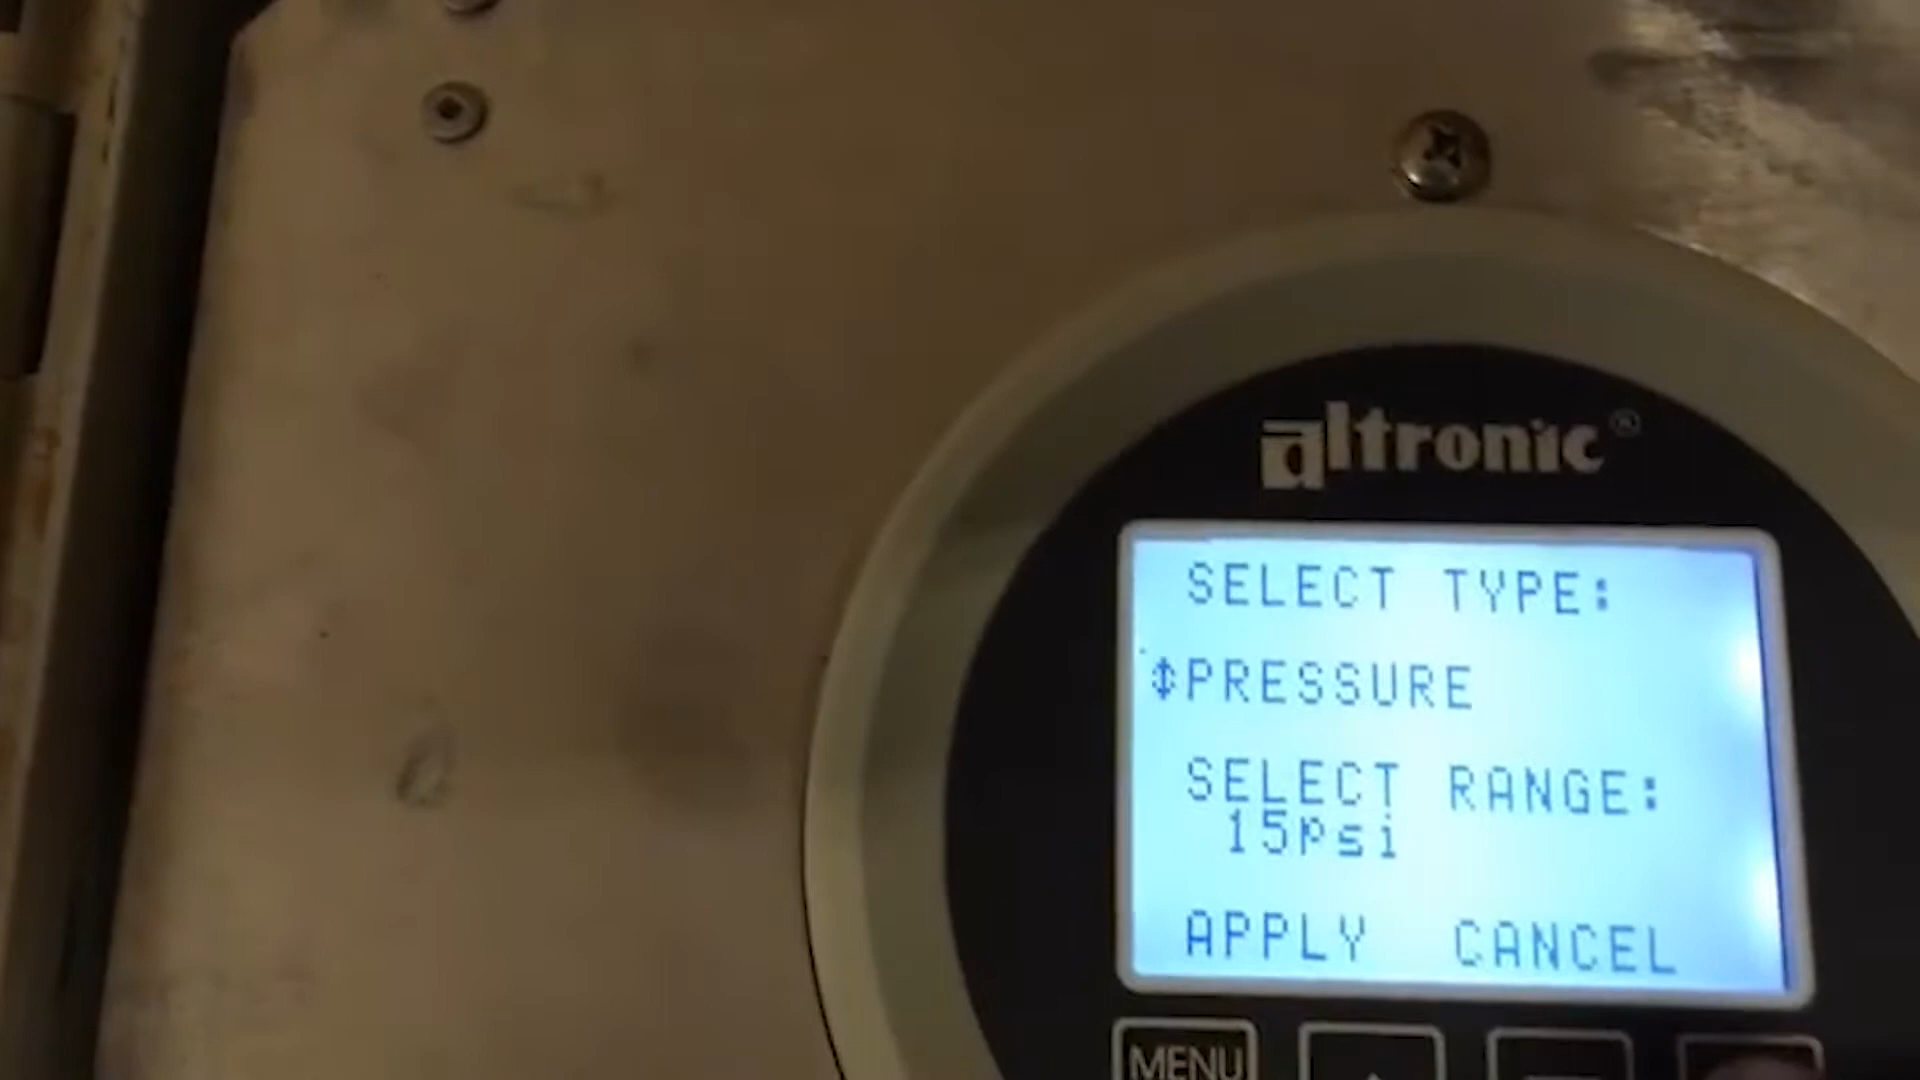 altronic®
SELECT TYPE:
↕PRESSURE
SELECT RANGE:
15psi
APPLY CANCEL
MENU